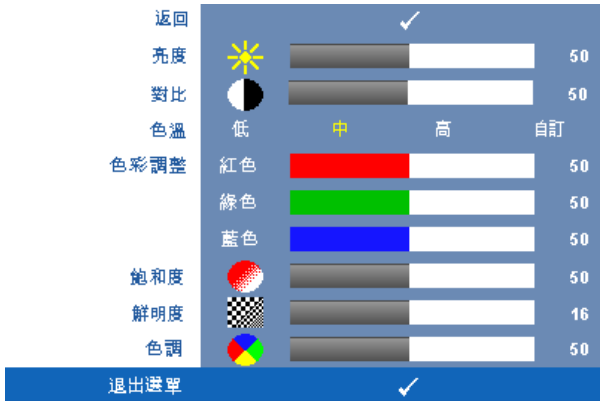 返回
亮度 50
對比 50
色溫 低 中 高 自訂
色彩調整 紅色 50
綠色 50
藍色 50
飽和度 50
鮮明度 16
色調 50
退出選單